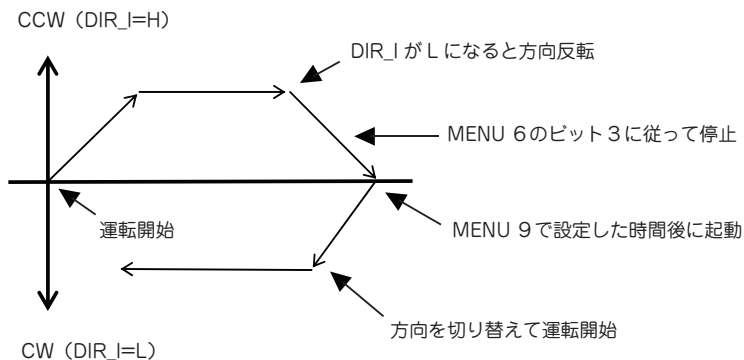 CCW（DIR_I=H）
DIR_I が L になると方向反転
MENU 6のビット3に従って停止
運転開始
MENU 9で設定した時間後に起動
方向を切り替えて運転開始
CW（DIR_I=L）